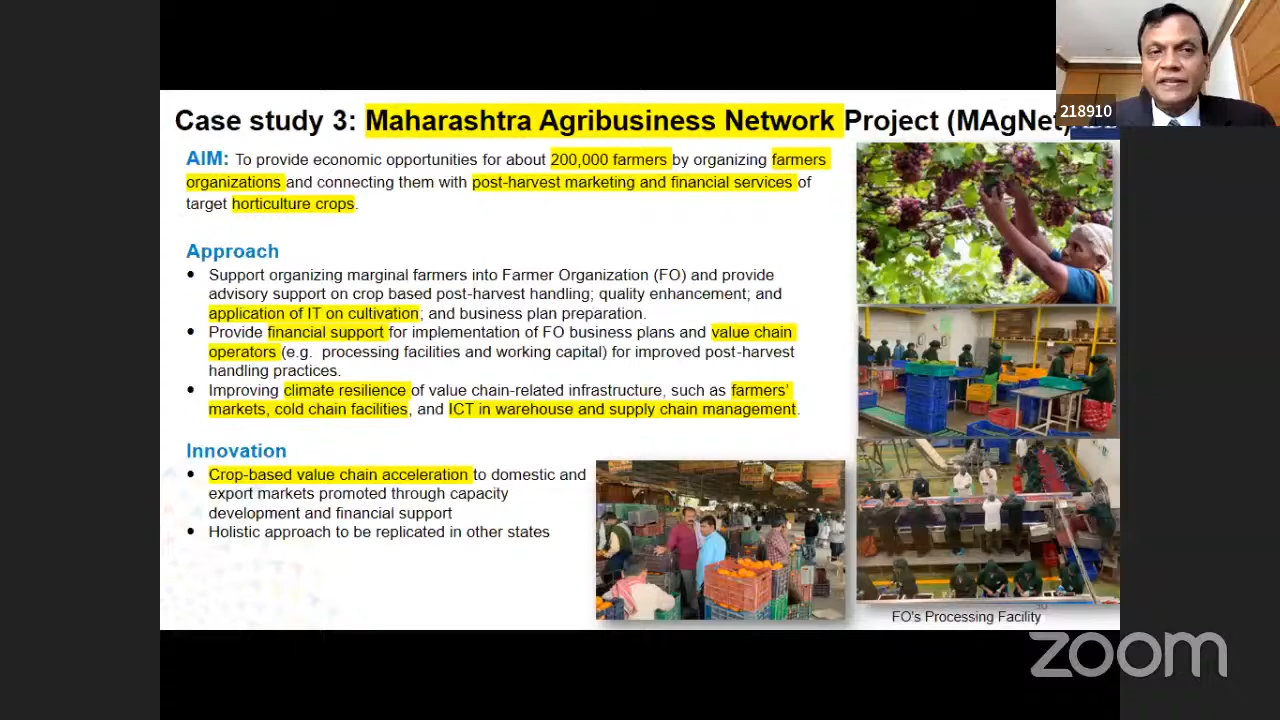 218910
Case study 3: Maharashtra Agribusiness Network Project (MAgNet)
AIM: To provide economic opportunities for about 200,000 farmers by organizing farmers
organizations and connecting them with post-harvest marketing and financial services of
target horticulture crops.
Approach
● Support organizing marginal farmers into Farmer Organization (FO) and provide
advisory support on crop based post-harvest handling; quality enhancement; and
application of IT on cultivation; and business plan preparation.
● Provide financial support for implementation of FO business plans and value chain
operators (e.g. processing facilities and working capital) for improved post-harvest
handling practices.
● Improving climate resilience of value chain-related infrastructure, such as farmers'
markets, cold chain facilities, and ICT in warehouse and supply chain management.
Innovation
● Crop-based value chain acceleration to domestic and
export markets promoted through capacity
development and financial support
● Holistic approach to be replicated in other states
FO's Processing Facility
zoom